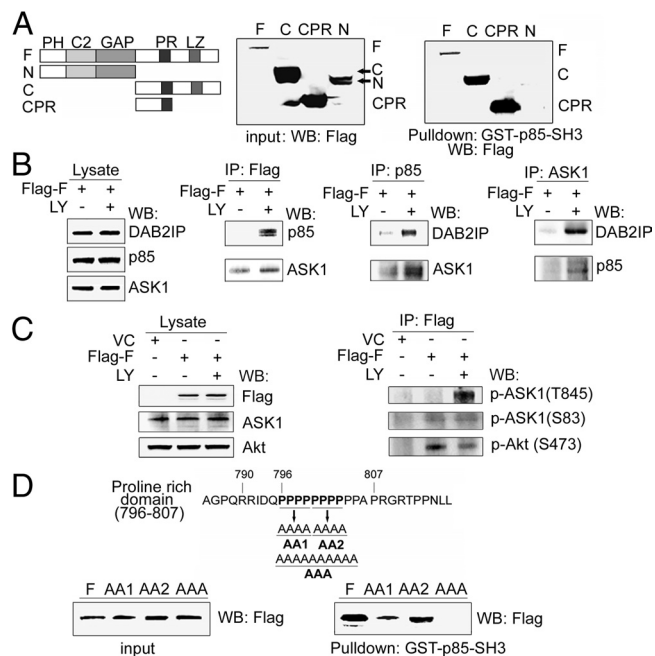 A
PH C2 GAP PR LZ
F
N
C
CPR
F C CPR N
F
C
N
CPR
input: WB: Flag
F C CPR N
F
C
CPR
Pulldown: GST-p85-SH3
WB: Flag
B
Lysate
Flag-F + +
LY - + WB:
DAB2IP
p85
ASK1
IP: Flag
Flag-F + +
LY - + WB:
p85
ASK1
IP: p85
Flag-F + +
LY - + WB:
DAB2IP
ASK1
IP: ASK1
Flag-F + +
LY - + WB:
DAB2IP
p85
C
Lysate
VC + - -
Flag-F - + +
LY - - + WB:
Flag
ASK1
Akt
IP: Flag
VC + - -
Flag-F - + +
LY - - + WB:
p-ASK1(T845)
p-ASK1(S83)
p-Akt (S473)
D
790 796 807
Proline rich domain (796-807)
AGPQRRIDQPPPPPPPPPPPA PRGRTPPNLL
AAAA AAAA
AA1 AA2
AAAAAAAAAA
AAA
F AA1 AA2 AAA
WB: Flag
input
F AA1 AA2 AAA
WB: Flag
Pulldown: GST-p85-SH3